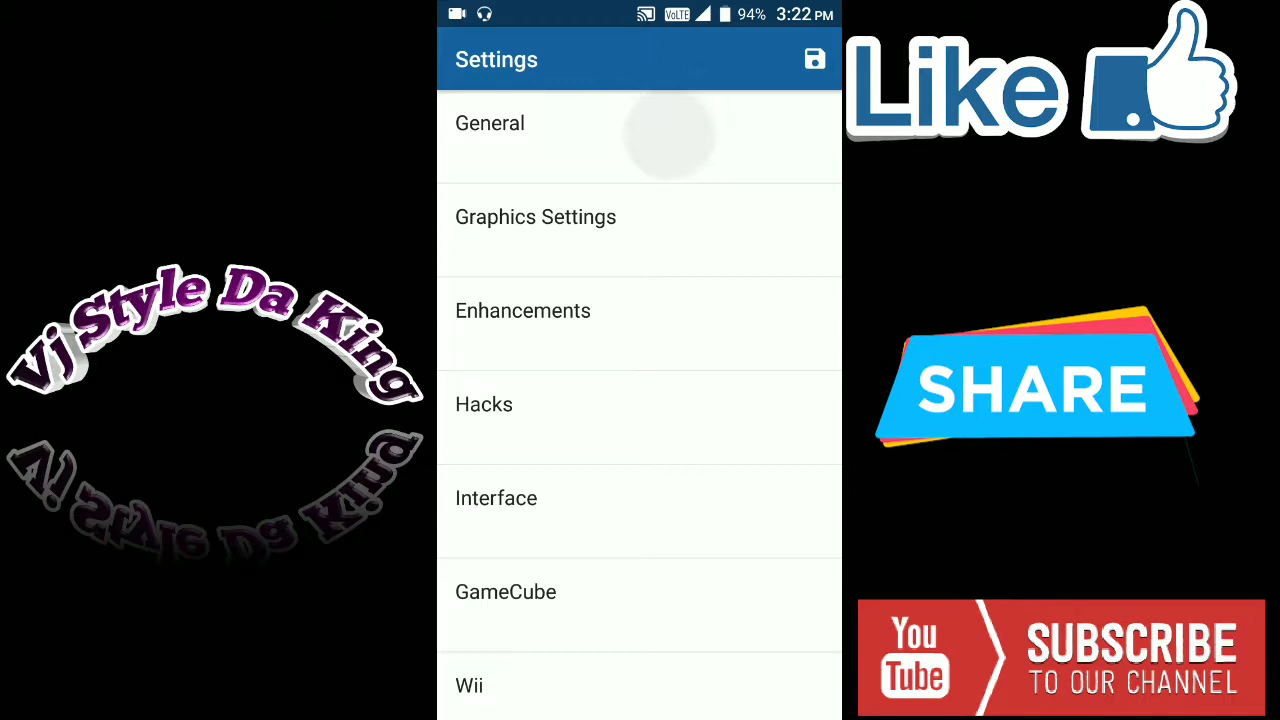 VoLTE 94% 3:22 PM
Settings
General
Graphics Settings
Enhancements
Hacks
Interface
GameCube
Wii
Vj Style Da King
Like
SHARE
You
Tube
SUBSCRIBE
TO OUR CHANNEL